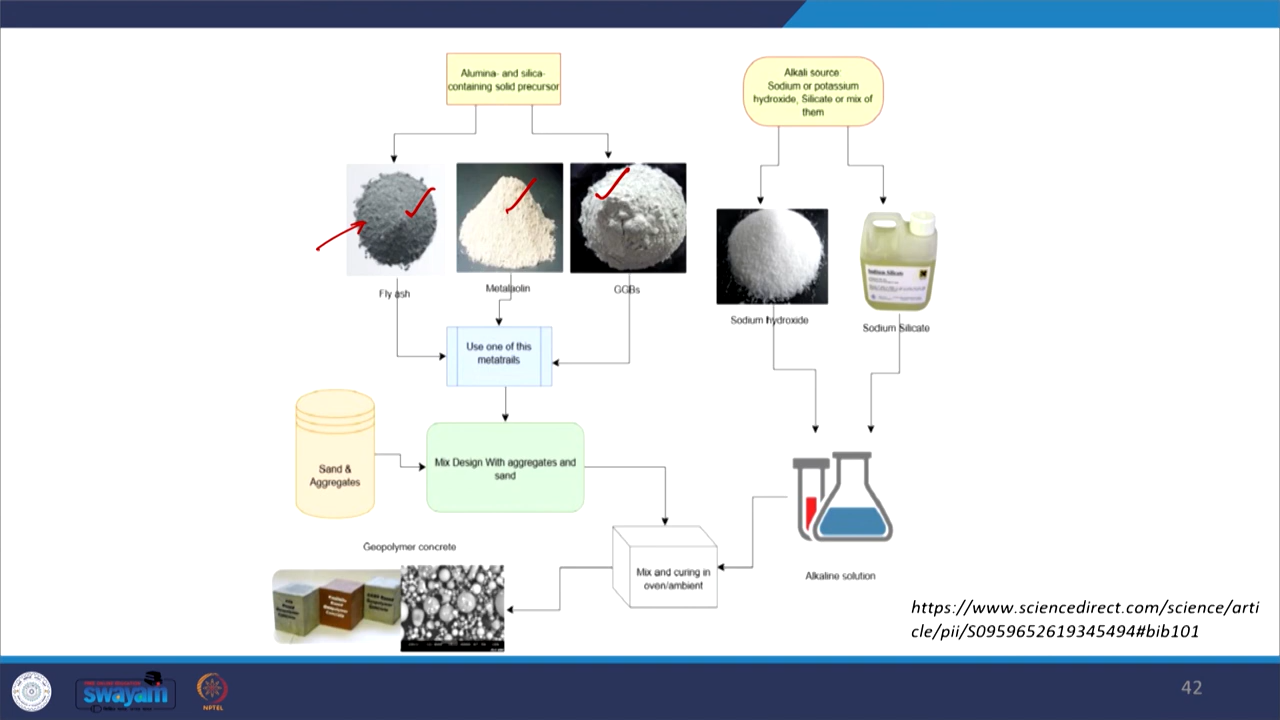 Alumina- and silica-
containing solid precursor
Alkali source:
Sodium or potassium
hydroxide, Silicate or mix of
them
Fly ash
Metakaolin
GGBs
Sodium hydroxide
Sodium Silicate
Sodium Silicate
Use one of this
metatrails
Sand &
Aggregates
Mix Design With aggregates and
sand
Geopolymer concrete
Mix and curing in
oven/ambient
Alkaline solution
https://www.sciencedirect.com/science/arti
cle/pii/S0959652619345494#bib101
swayam
NPTEL
42